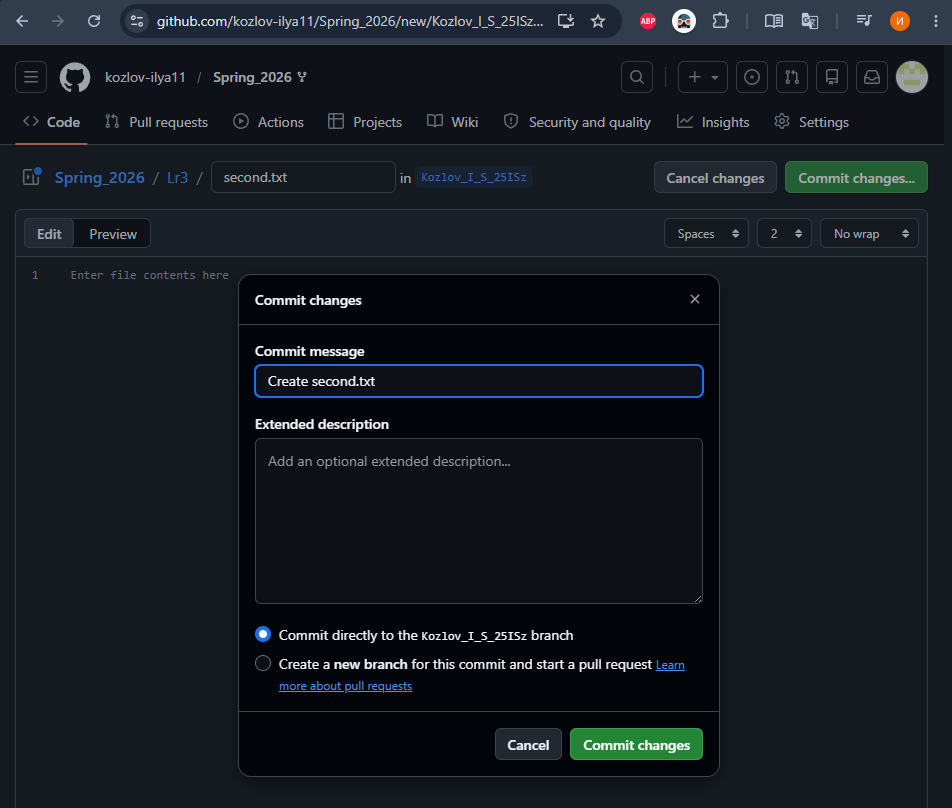 github.com/kozlov-ilya11/Spring_2026/new/Kozlov_I_S_25ISz...
ABP
И
kozlov-ilya11 / Spring_2026
Code Pull requests Actions Projects Wiki Security and quality Insights Settings
Spring_2026 / Lr3 / second.txt in Kozlov_I_S_25ISz Cancel changes Commit changes...
Edit Preview Spaces 2 No wrap
1 Enter file contents here
Commit changes
Commit message
Create second.txt
Extended description
Add an optional extended description...
Commit directly to the Kozlov_I_S_25ISz branch
Create a new branch for this commit and start a pull request Learn
more about pull requests
Cancel Commit changes